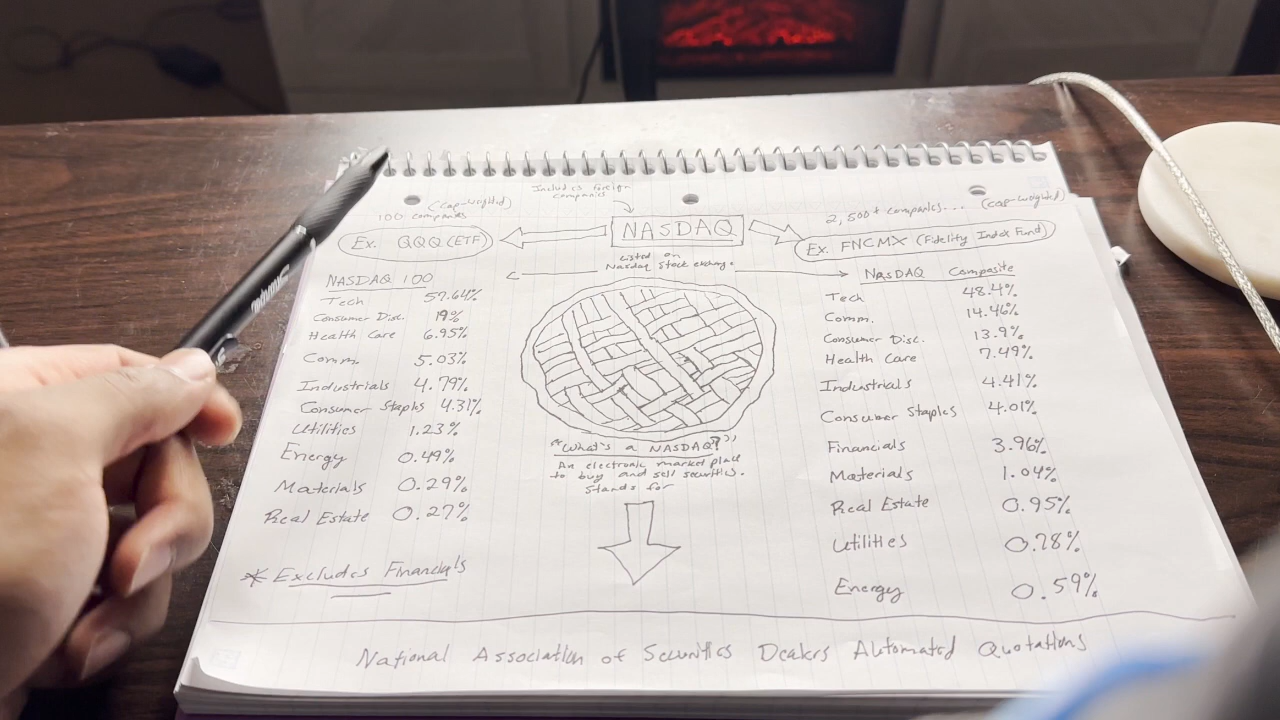 Includes foreign
companies
(cap-weighted)
100 companies
NASDAQ
2,500+ companies... (cap-weighted)
Ex. QQQ (ETF)
Ex. FNCMX (Fidelity Index Fund)
Listed on
Nasdaq Stock exchange
NASDAQ 100
Tech 57.64%
Consumer Disc. 19%
Health Care 6.95%
Comm. 5.03%
Industrials 4.79%
Consumer Staples 4.31%
Utilities 1.23%
Energy 0.49%
Materials 0.29%
Real Estate 0.27%
* Excludes Financials
"What's a NASDAQ?"
An electronic market place
to buy and sell securities.
Stands for
NASDAQ Composite
Tech 48.4%
Comm. 14.46%
Consumer Disc. 13.9%
Health Care 7.49%
Industrials 4.41%
Consumer Staples 4.01%
Financials 3.96%
Materials 1.04%
Real Estate 0.95%
Utilities 0.78%
Energy 0.59%
National Association of Securities Dealers Automated Quotations